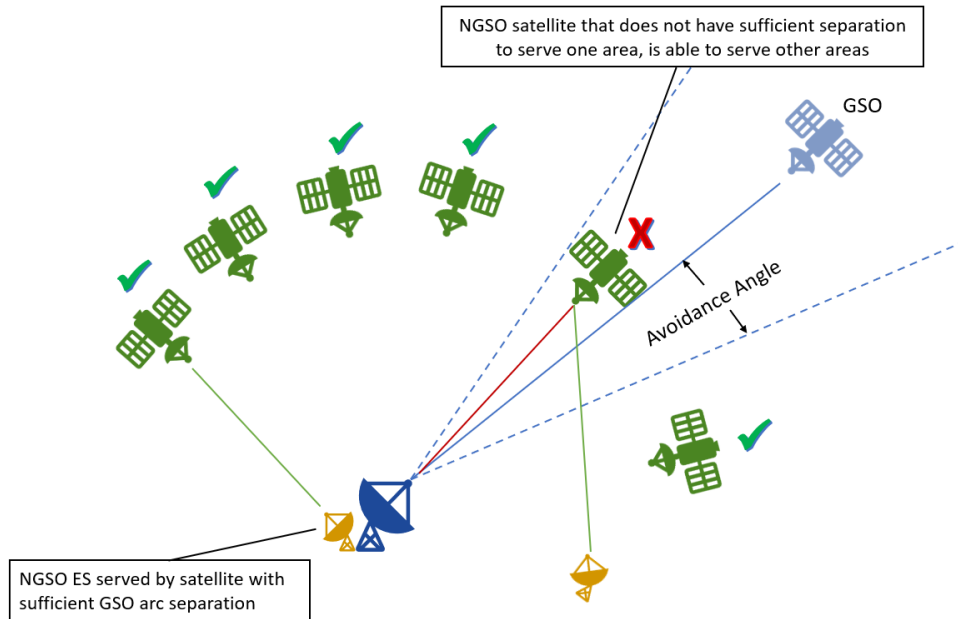 NGSO satellite that does not have sufficient separation
to serve one area, is able to serve other areas
GSO
X
Avoidance Angle
NGSO ES served by satellite with
sufficient GSO arc separation